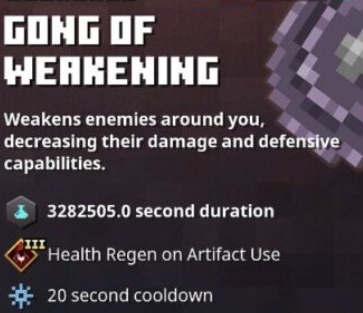 GONG OF
WEAKENING
Weakens enemies around you,
decreasing their damage and defensive
capabilities.
3282505.0 second duration
III
Health Regen on Artifact Use
20 second cooldown